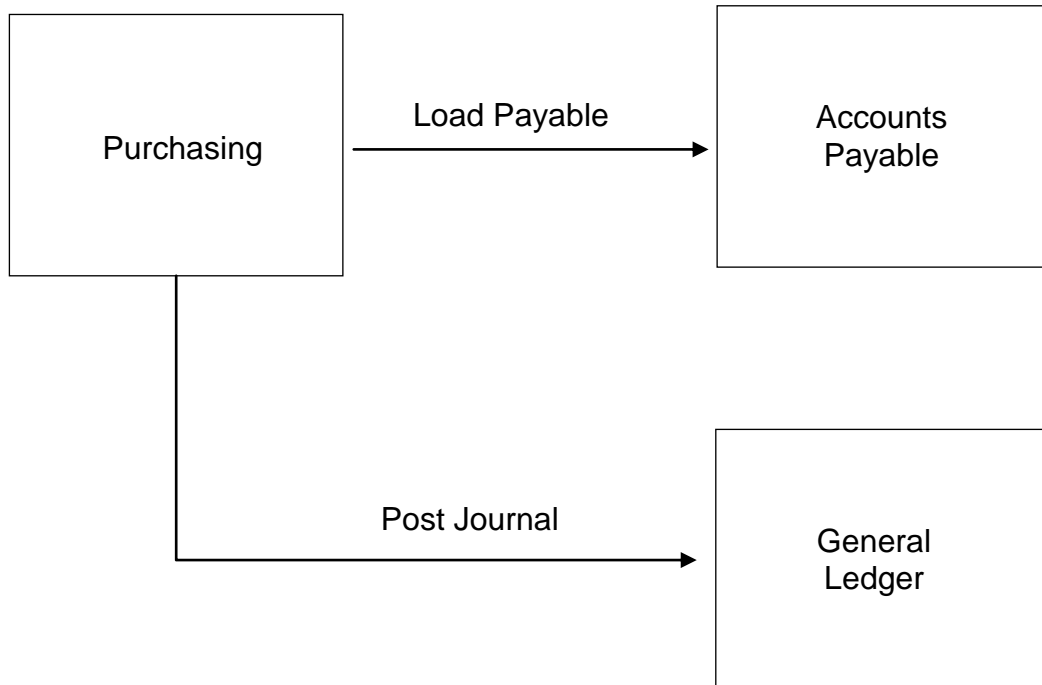 Purchasing
Load Payable
Accounts
Payable
Post Journal
General
Ledger